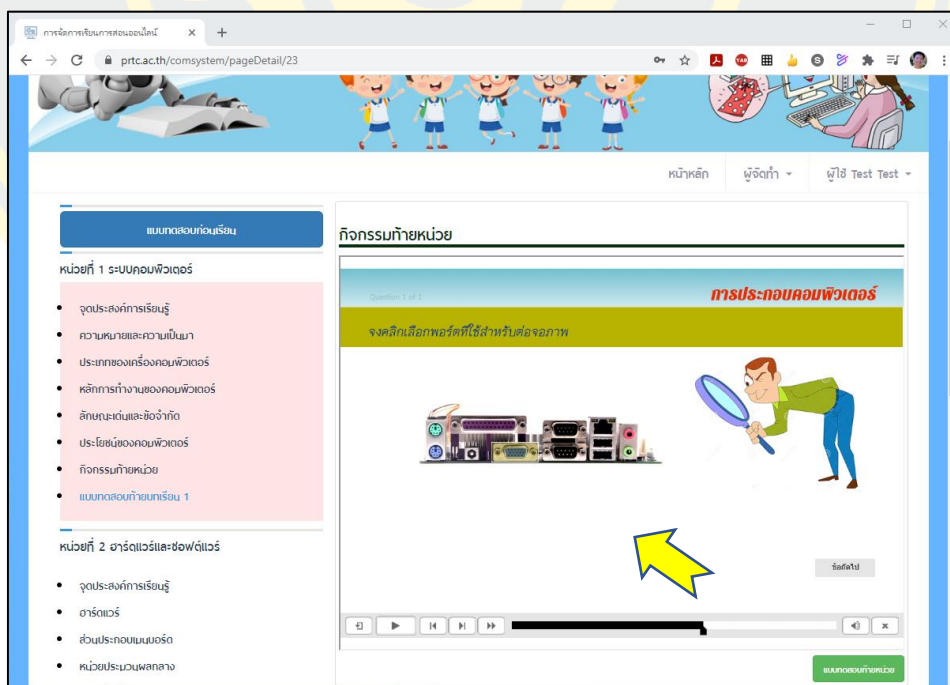 การจัดการเรียนการสอนออนไลน์
prtc.ac.th/comsystem/pageDetail/23
หน้าหลัก ผู้จัดทำ ผู้ใช้ Test Test
แบบทดสอบก่อนเรียน
หน่วยที่ 1 ระบบคอมพิวเตอร์
จุดประสงค์การเรียนรู้
ความหมายและความเป็นมา
ประเภทของเครื่องคอมพิวเตอร์
หลักการทำงานของคอมพิวเตอร์
ลักษณะเด่นและข้อจำกัด
ประโยชน์ของคอมพิวเตอร์
กิจกรรมท้ายหน่วย
แบบทดสอบท้ายบทเรียน 1
หน่วยที่ 2 ฮาร์ดแวร์และซอฟต์แวร์
จุดประสงค์การเรียนรู้
ฮาร์ดแวร์
ส่วนประกอบเมนบอร์ด
หน่วยประมวลผลกลาง
กิจกรรมท้ายหน่วย
Question 1 of 1
การประกอบคอมพิวเตอร์
จงคลิกเลือกพอร์ตที่ใช้สำหรับต่อจอภาพ
ข้อถัดไป
แบบทดสอบท้ายหน่วย